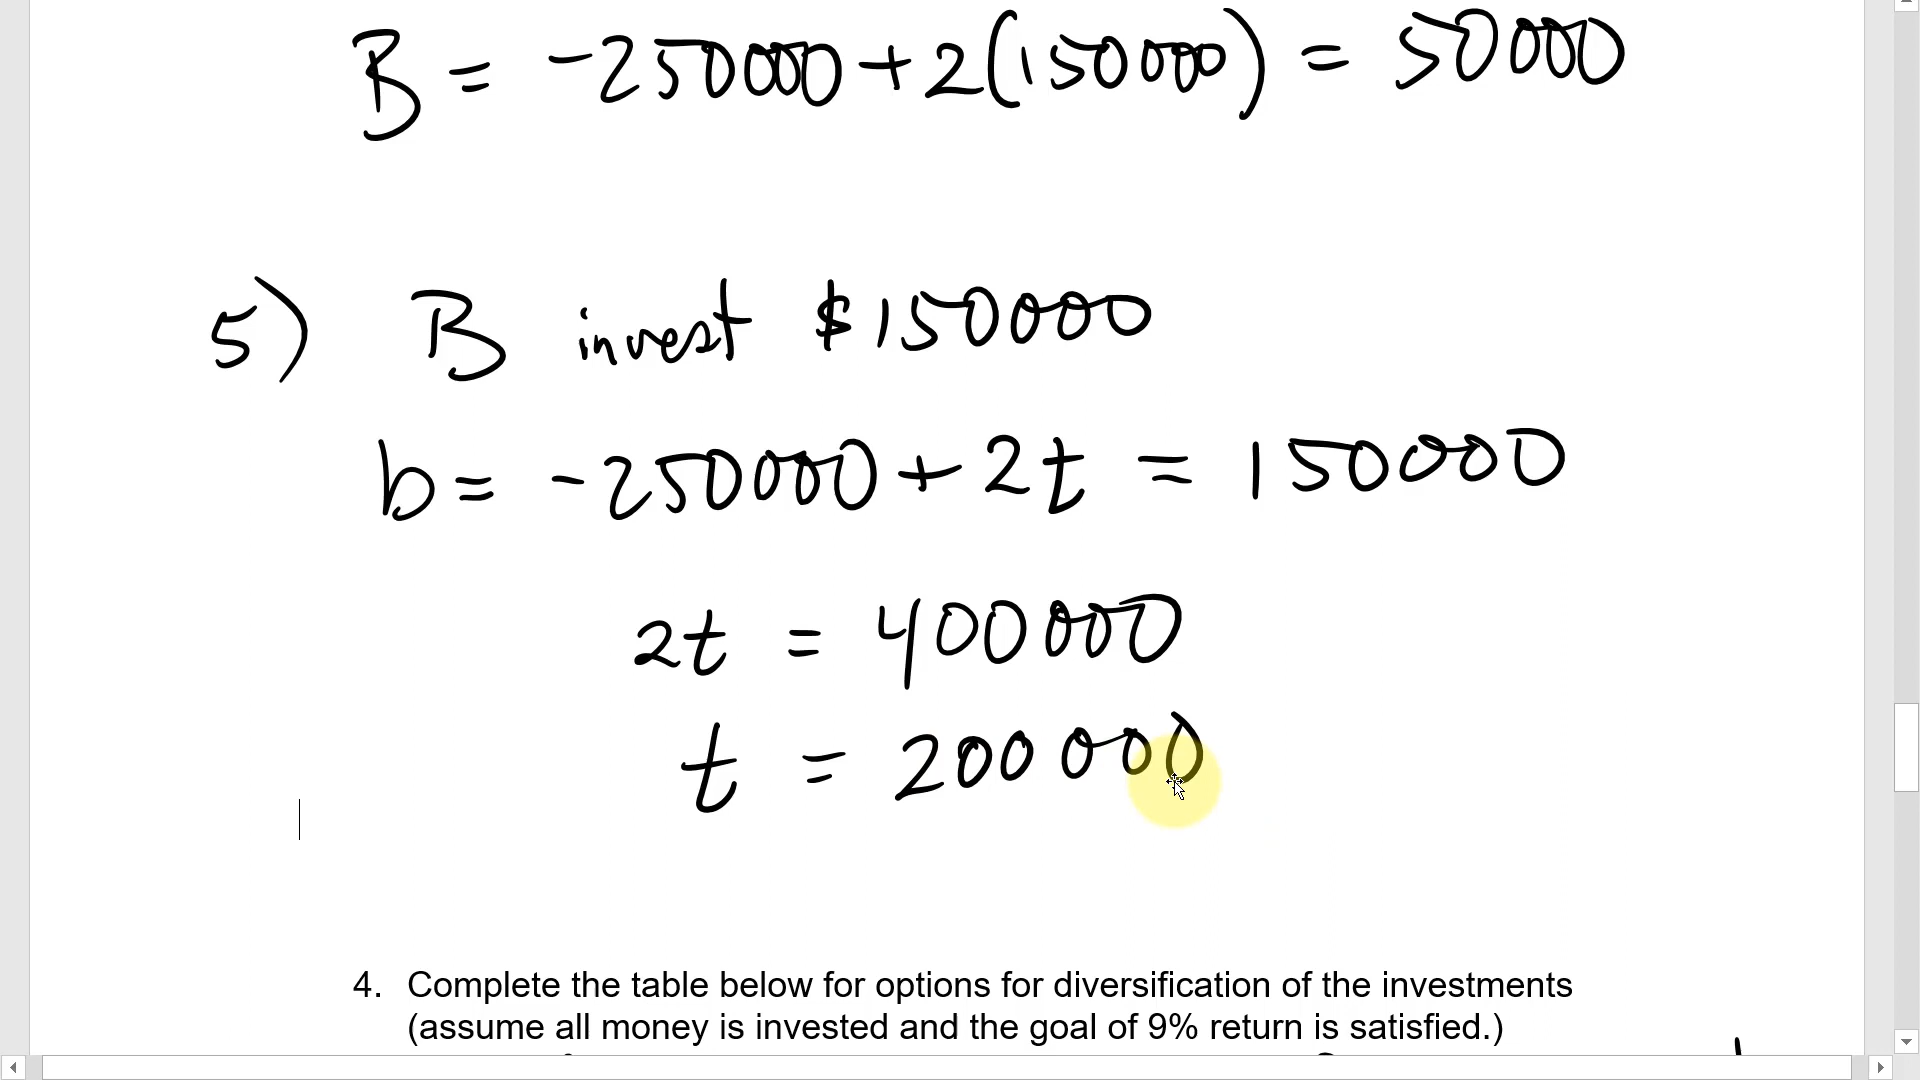 B = -250000 + 2(150000) = 50000
5) B invest $150000
b = -250000 + 2t = 150000
2t = 400000
t = 200000
4. Complete the table below for options for diversification of the investments
(assume all money is invested and the goal of 9% return is satisfied.)